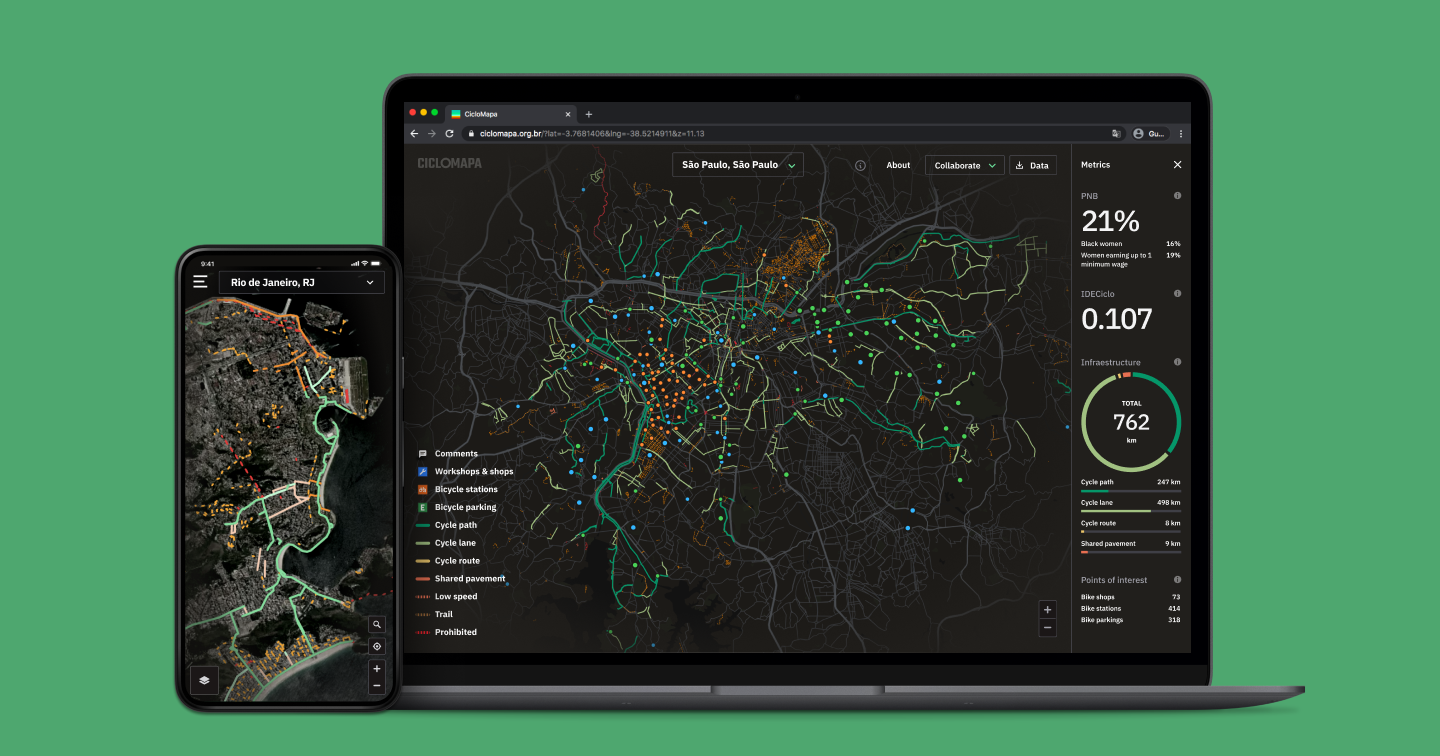 CicloMapa
ciclomapa.org.br/?lat=-3.7681406&lng=-38.5214911&z=11.13
Gu...
CICLOMAPA
São Paulo, São Paulo
About
Collaborate
Data
Metrics
PNB
21%
Black women 16%
Women earning up to 1 19%
minimum wage
IDECiclo
0.107
Infraestructure
TOTAL
762
km
Cycle path 247 km
Cycle lane 498 km
Cycle route 8 km
Shared pavement 9 km
Points of interest
Bike shops 73
Bike stations 414
Bike parkings 318
Comments
Workshops & shops
Bicycle stations
E Bicycle parking
Cycle path
Cycle lane
Cycle route
Shared pavement
Low speed
Trail
Prohibited
9:41
Rio de Janeiro, RJ